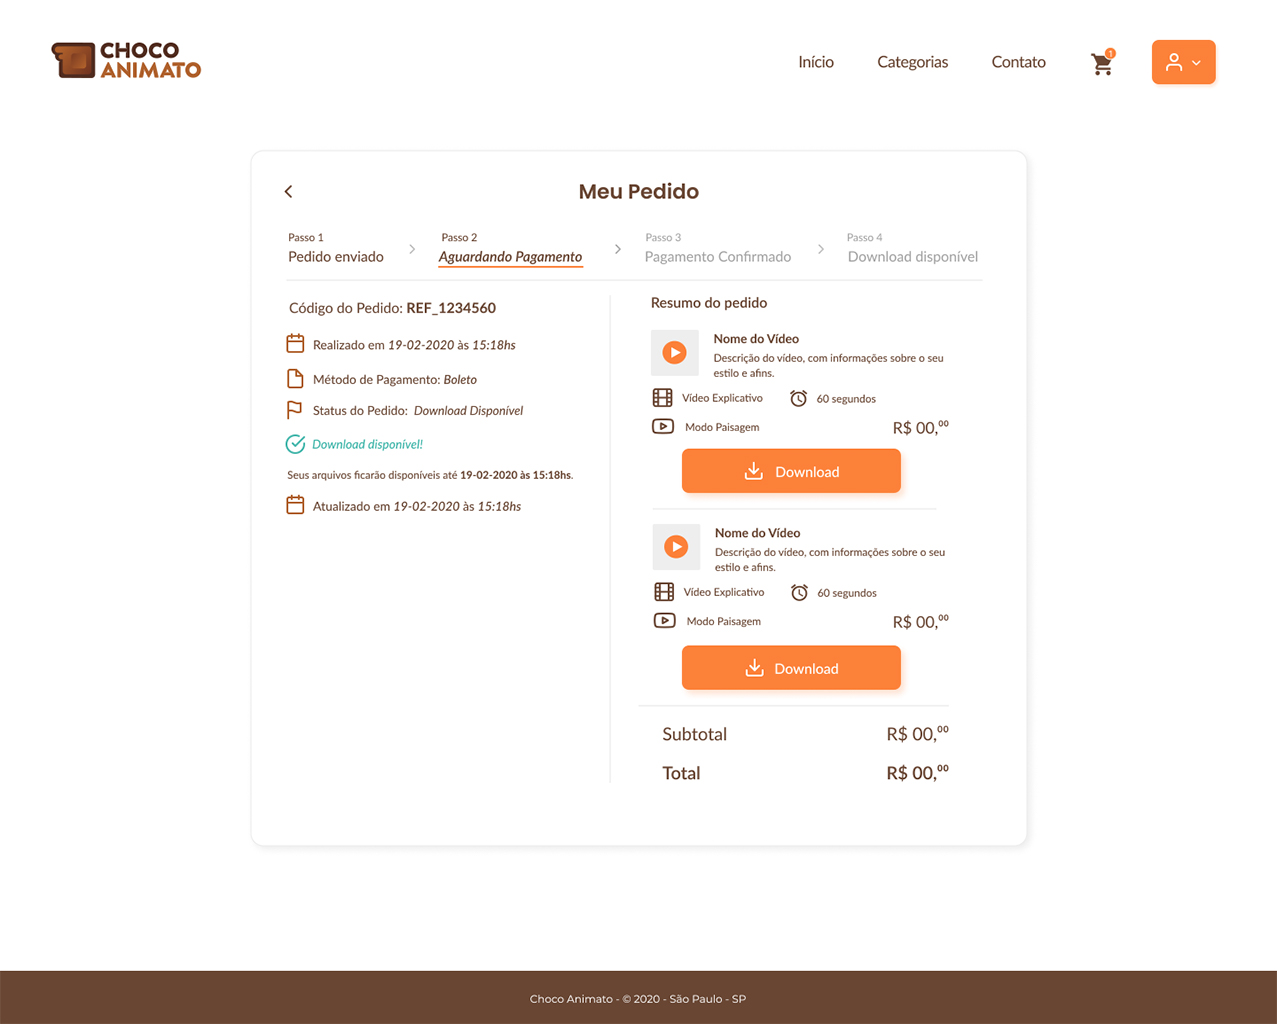 CHOCO
ANIMATO
Início
Categorias
Contato
1
Meu Pedido
Passo 1
Pedido enviado
Passo 2
Aguardando Pagamento
Passo 3
Pagamento Confirmado
Passo 4
Download disponível
Código do Pedido: REF_1234560
Realizado em 19-02-2020 às 15:18hs
Método de Pagamento: Boleto
Status do Pedido: Download Disponível
Download disponível!
Seus arquivos ficarão disponíveis até 19-02-2020 às 15:18hs.
Atualizado em 19-02-2020 às 15:18hs
Resumo do pedido
Nome do Vídeo
Descrição do vídeo, com informações sobre o seu
estilo e afins.
Vídeo Explicativo
60 segundos
Modo Paisagem
R$ 00,00
Download
Nome do Vídeo
Descrição do vídeo, com informações sobre o seu
estilo e afins.
Vídeo Explicativo
60 segundos
Modo Paisagem
R$ 00,00
Download
Subtotal
R$ 00,00
Total
R$ 00,00
Choco Animato - © 2020 - São Paulo - SP